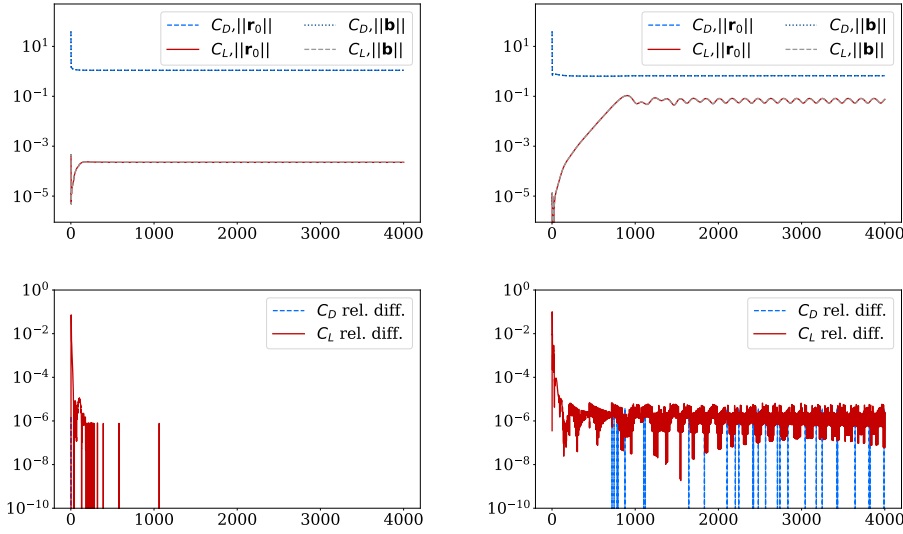 C_D,||r_0|| C_D,||b||
C_L,||r_0|| C_L,||b||
10^1
10^−1
10^−3
10^−5
0 1000 2000 3000 4000
C_D,||r_0|| C_D,||b||
C_L,||r_0|| C_L,||b||
10^1
10^−1
10^−3
10^−5
0 1000 2000 3000 4000
C_D rel. diff.
C_L rel. diff.
10^0
10^−2
10^−4
10^−6
10^−8
10^−10
0 1000 2000 3000 4000
C_D rel. diff.
C_L rel. diff.
10^0
10^−2
10^−4
10^−6
10^−8
10^−10
0 1000 2000 3000 4000